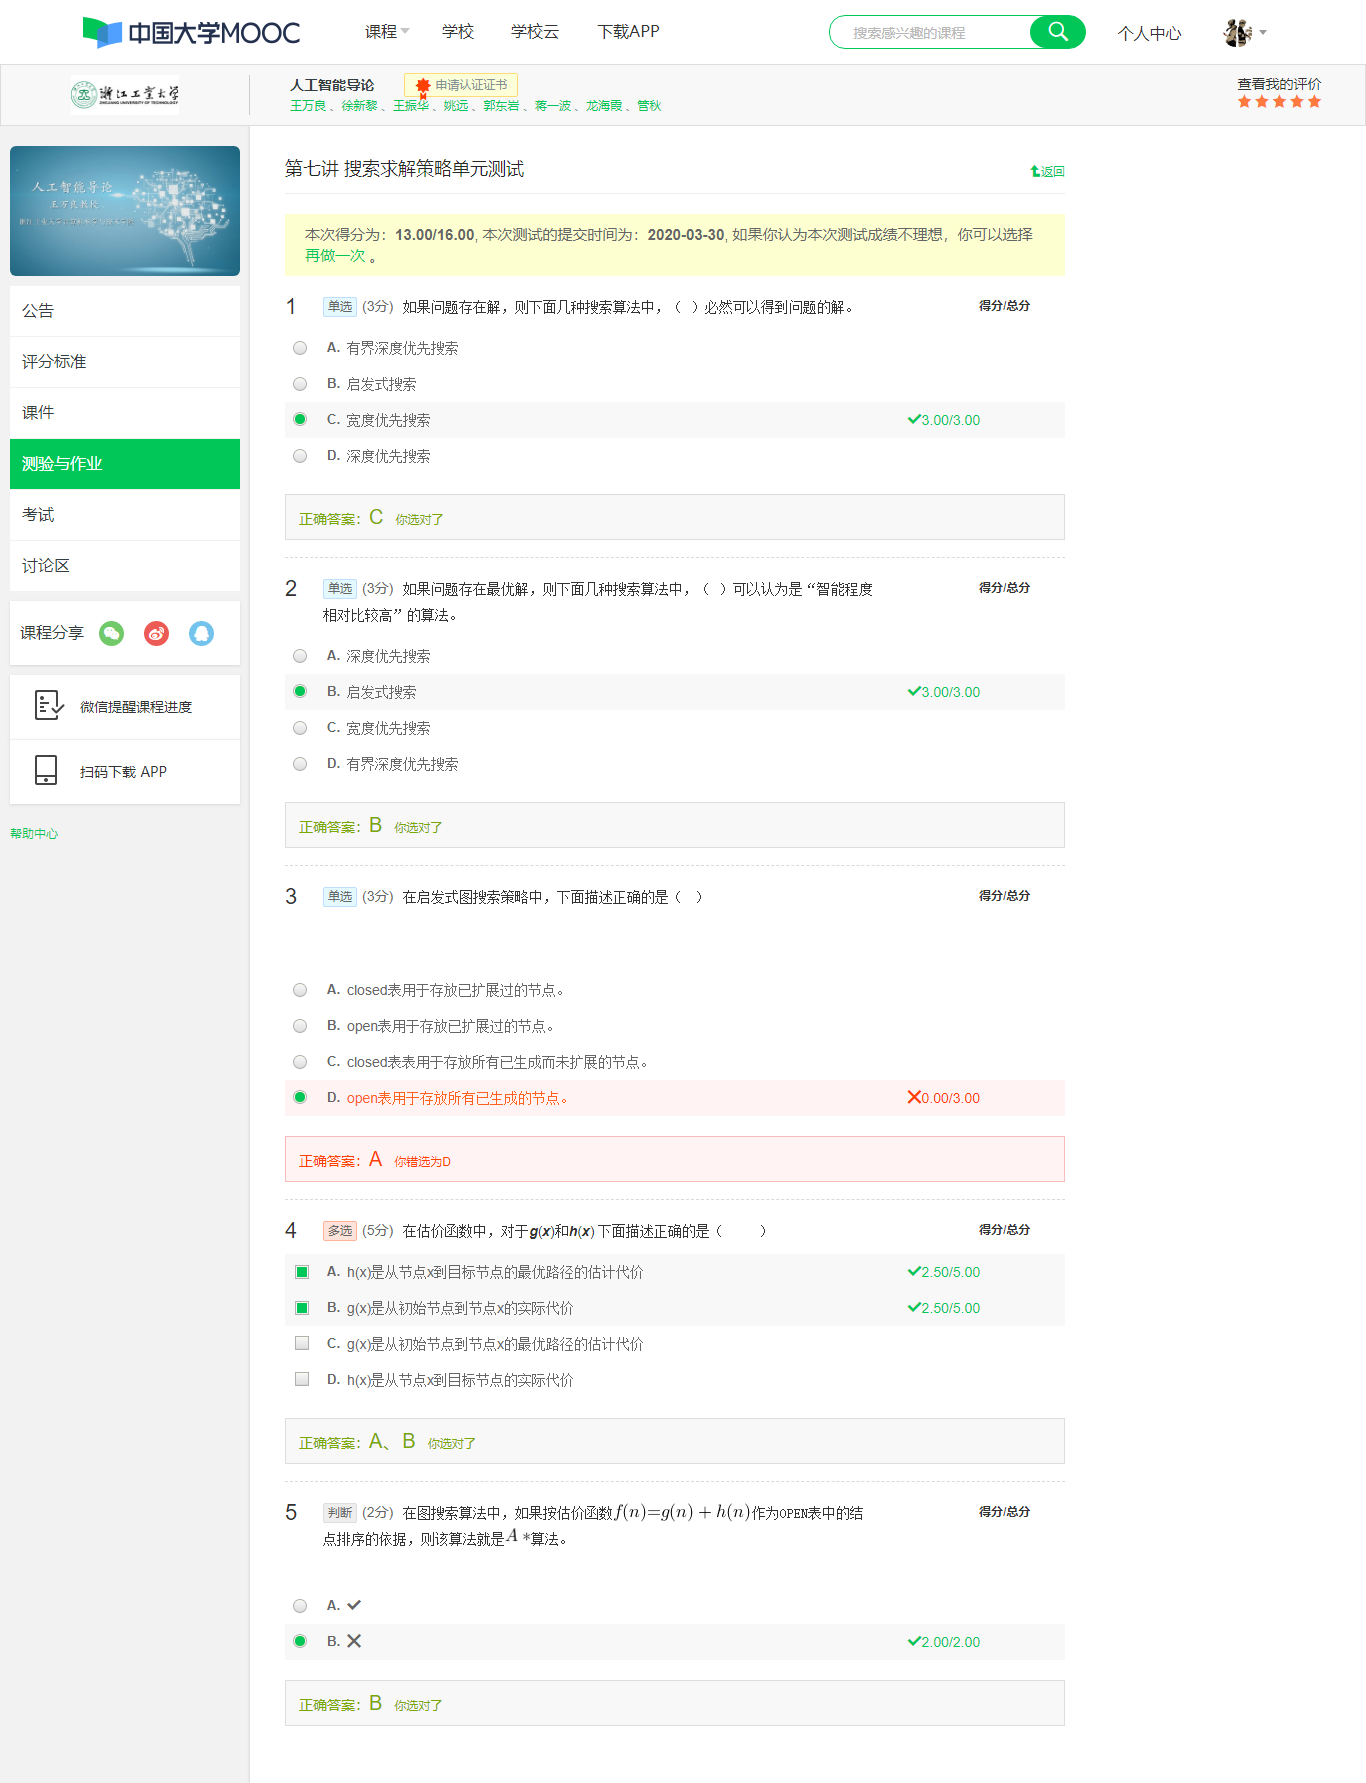 中国大学MOOC
课程
学校
学校云
下载APP
搜索感兴趣的课程
个人中心
浙江工业大学
ZHEJIANG UNIVERSITY OF TECHNOLOGY
人工智能导论
申请认证证书
王万良、徐新黎、王振华、姚远、郭东岩、蒋一波、龙海霞、管秋
查看我的评价
人工智能导论
王万良教授
公告
评分标准
课件
测验与作业
考试
讨论区
课程分享
微信提醒课程进度
扫码下载 APP
帮助中心
第七讲 搜索求解策略单元测试
返回
本次得分为：13.00/16.00, 本次测试的提交时间为：2020-03-30, 如果你认为本次测试成绩不理想，你可以选择
再做一次 。
1 单选 (3分) 如果问题存在解，则下面几种搜索算法中，（ ）必然可以得到问题的解。 得分/总分
A. 有界深度优先搜索
B. 启发式搜索
C. 宽度优先搜索 3.00/3.00
D. 深度优先搜索
正确答案：C 你选对了
2 单选 (3分) 如果问题存在最优解，则下面几种搜索算法中，（ ）可以认为是“智能程度 得分/总分
相对比较高”的算法。
A. 深度优先搜索
B. 启发式搜索 3.00/3.00
C. 宽度优先搜索
D. 有界深度优先搜索
正确答案：B 你选对了
3 单选 (3分) 在启发式图搜索策略中，下面描述正确的是（ ） 得分/总分
A. closed表用于存放已扩展过的节点。
B. open表用于存放已扩展过的节点。
C. closed表表用于存放所有已生成而未扩展的节点。
D. open表用于存放所有已生成的节点。 0.00/3.00
正确答案：A 你错选为D
4 多选 (5分) 在估价函数中，对于g(x)和h(x) 下面描述正确的是（ ） 得分/总分
A. h(x)是从节点x到目标节点的最优路径的估计代价 2.50/5.00
B. g(x)是从初始节点到节点x的实际代价 2.50/5.00
C. g(x)是从初始节点到节点x的最优路径的估计代价
D. h(x)是从节点x到目标节点的实际代价
正确答案：A、B 你选对了
5 判断 (2分) 在图搜索算法中，如果按估价函数f(n)=g(n)+h(n)作为OPEN表中的结 得分/总分
点排序的依据，则该算法就是A *算法。
A.
B. 2.00/2.00
正确答案：B 你选对了